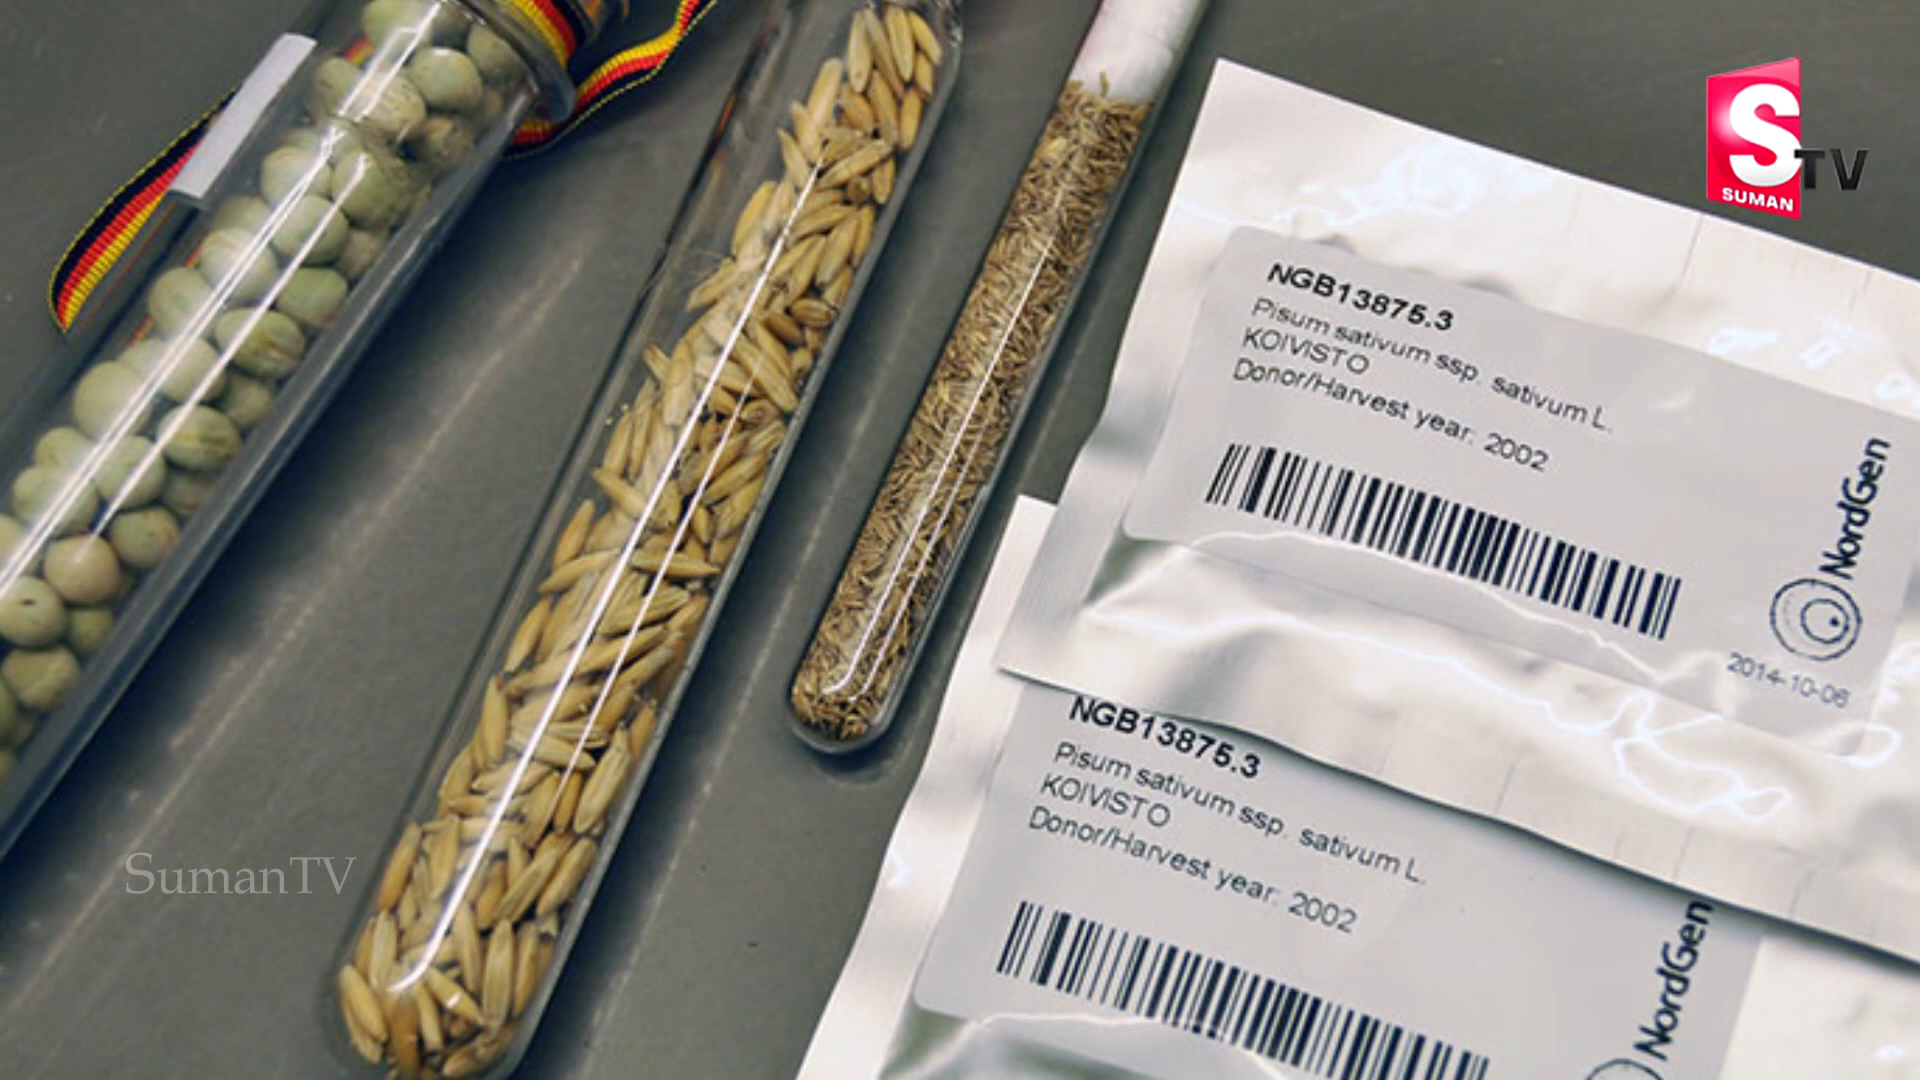 S
TV
SUMAN
NGB13875.3
Pisum sativum ssp. sativum L.
KOIVISTO
Donor/Harvest year: 2002
NordGen
2014-10-06
NGB13875.3
Pisum sativum ssp. sativum L.
KOIVISTO
Donor/Harvest year: 2002
NordGen
SumanTV